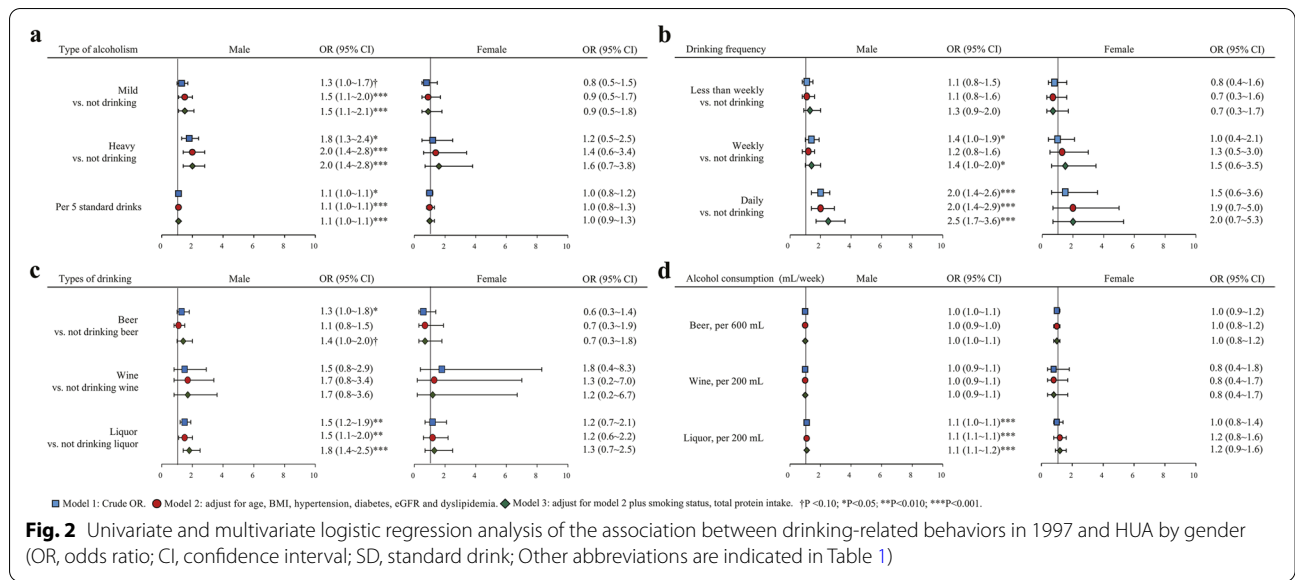 a
Type of alcoholism Male OR (95% CI) Female OR (95% CI)
Mild
vs. not drinking
1.3 (1.0~1.7)† 0.8 (0.5~1.5)
1.5 (1.1~2.0)*** 0.9 (0.5~1.7)
1.5 (1.1~2.1)*** 0.9 (0.5~1.8)
Heavy
vs. not drinking
1.8 (1.3~2.4)* 1.2 (0.5~2.5)
2.0 (1.4~2.8)*** 1.4 (0.6~3.4)
2.0 (1.4~2.8)*** 1.6 (0.7~3.8)
Per 5 standard drinks
1.1 (1.0~1.1)* 1.0 (0.8~1.2)
1.1 (1.0~1.1)*** 1.0 (0.8~1.3)
1.1 (1.0~1.1)*** 1.0 (0.9~1.3)
0 2 4 6 8 10 0 2 4 6 8 10
b
Drinking frequency Male OR (95% CI) Female OR (95% CI)
Less than weekly
vs. not drinking
1.1 (0.8~1.5) 0.8 (0.4~1.6)
1.1 (0.8~1.6) 0.7 (0.3~1.6)
1.3 (0.9~2.0) 0.7 (0.3~1.7)
Weekly
vs. not drinking
1.4 (1.0~1.9)* 1.0 (0.4~2.1)
1.2 (0.8~1.6) 1.3 (0.5~3.0)
1.4 (1.0~2.0)* 1.5 (0.6~3.5)
Daily
vs. not drinking
2.0 (1.4~2.6)*** 1.5 (0.6~3.6)
2.0 (1.4~2.9)*** 1.9 (0.7~5.0)
2.5 (1.7~3.6)*** 2.0 (0.7~5.3)
0 2 4 6 8 10 0 2 4 6 8 10
c
Types of drinking Male OR (95% CI) Female OR (95% CI)
Beer
vs. not drinking beer
1.3 (1.0~1.8)* 0.6 (0.3~1.4)
1.1 (0.8~1.5) 0.7 (0.3~1.9)
1.4 (1.0~2.0)† 0.7 (0.3~1.8)
Wine
vs. not drinking wine
1.5 (0.8~2.9) 1.8 (0.4~8.3)
1.7 (0.8~3.4) 1.3 (0.2~7.0)
1.7 (0.8~3.6) 1.2 (0.2~6.7)
Liquor
vs. not drinking liquor
1.5 (1.2~1.9)** 1.2 (0.7~2.1)
1.5 (1.1~2.0)** 1.2 (0.6~2.2)
1.8 (1.4~2.5)*** 1.3 (0.7~2.5)
0 2 4 6 8 10 0 2 4 6 8 10
d
Alcohol consumption (mL/week) Male OR (95% CI) Female OR (95% CI)
Beer, per 600 mL
1.0 (1.0~1.1) 1.0 (0.9~1.2)
1.0 (0.9~1.0) 1.0 (0.8~1.2)
1.0 (1.0~1.1) 1.0 (0.8~1.2)
Wine, per 200 mL
1.0 (0.9~1.1) 0.8 (0.4~1.8)
1.0 (0.9~1.1) 0.8 (0.4~1.7)
1.0 (0.9~1.1) 0.8 (0.4~1.7)
Liquor, per 200 mL
1.1 (1.0~1.1)*** 1.0 (0.8~1.4)
1.1 (1.1~1.1)*** 1.2 (0.8~1.6)
1.1 (1.1~1.2)*** 1.2 (0.9~1.6)
0 2 4 6 8 10 0 2 4 6 8 10
Model 1: Crude OR. Model 2: adjust for age, BMI, hypertension, diabetes, eGFR and dyslipidemia. Model 3: adjust for model 2 plus smoking status, total protein intake. †P <0.10; *P<0.05; **P<0.010; ***P<0.001.
Fig. 2 Univariate and multivariate logistic regression analysis of the association between drinking-related behaviors in 1997 and HUA by gender
(OR, odds ratio; CI, confidence interval; SD, standard drink; Other abbreviations are indicated in Table 1)